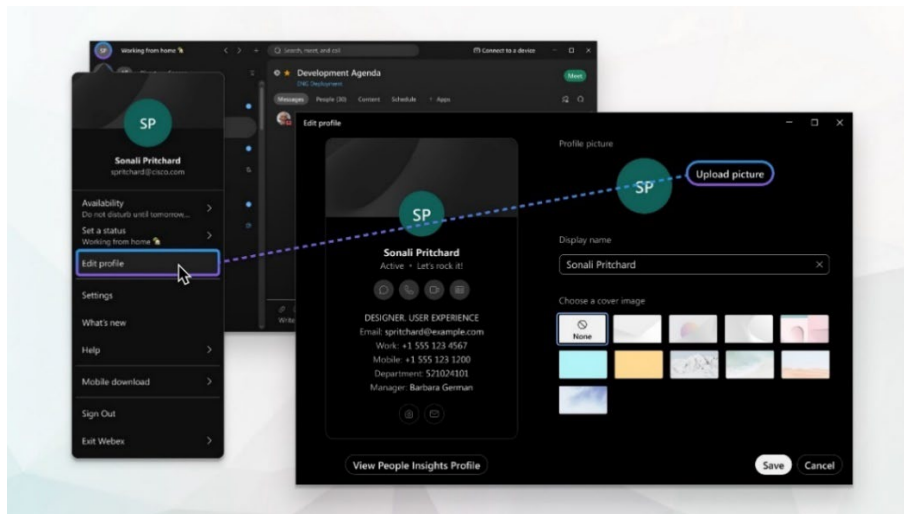 SP
Working from home
Search, meet, and call
Connect to a device
Development Agenda
Meet
Messages
People (30)
Content
Schedule
+ Apps
SP
Sonali Pritchard
spritchard@cisco.com
Availability
Do not disturb until tomorrow...
Set a status
Working from home
Edit profile
Settings
What's new
Help
Mobile download
Sign Out
Exit Webex
Edit profile
SP
Sonali Pritchard
Active • Let's rock it!
DESIGNER. USER EXPERIENCE
Email: spritchard@example.com
Work: +1 555 123 4567
Mobile: +1 555 123 1200
Department: 521024101
Manager: Barbara German
View People Insights Profile
Profile picture
SP
Upload picture
Display name
Sonali Pritchard
Choose a cover image
None
Save
Cancel